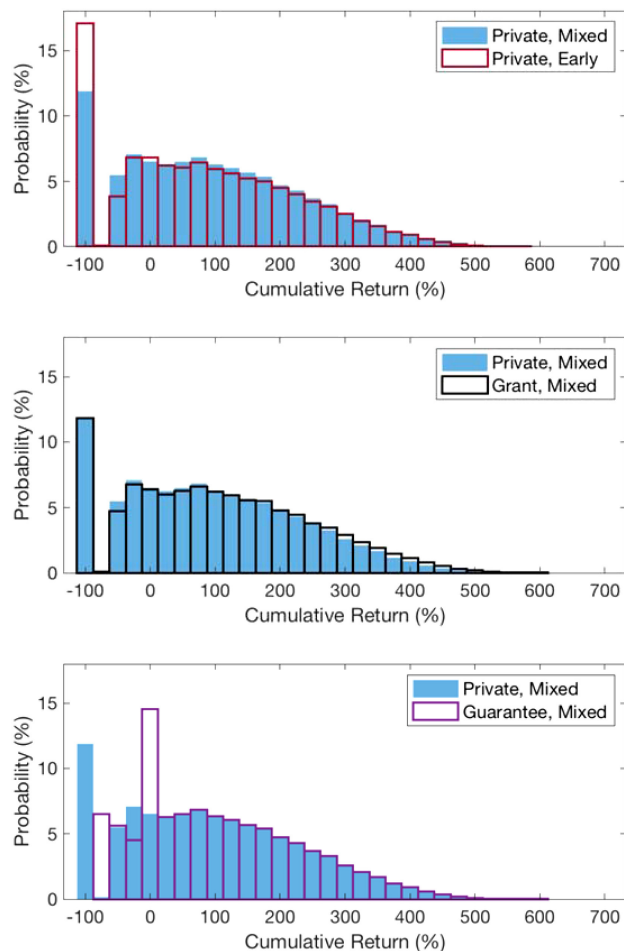 15
10
5
0
Probability (%)
Private, Mixed
Private, Early
-100 0 100 200 300 400 500 600 700
Cumulative Return (%)
15
10
5
0
Probability (%)
Private, Mixed
Grant, Mixed
-100 0 100 200 300 400 500 600 700
Cumulative Return (%)
15
10
5
0
Probability (%)
Private, Mixed
Guarantee, Mixed
-100 0 100 200 300 400 500 600 700
Cumulative Return (%)